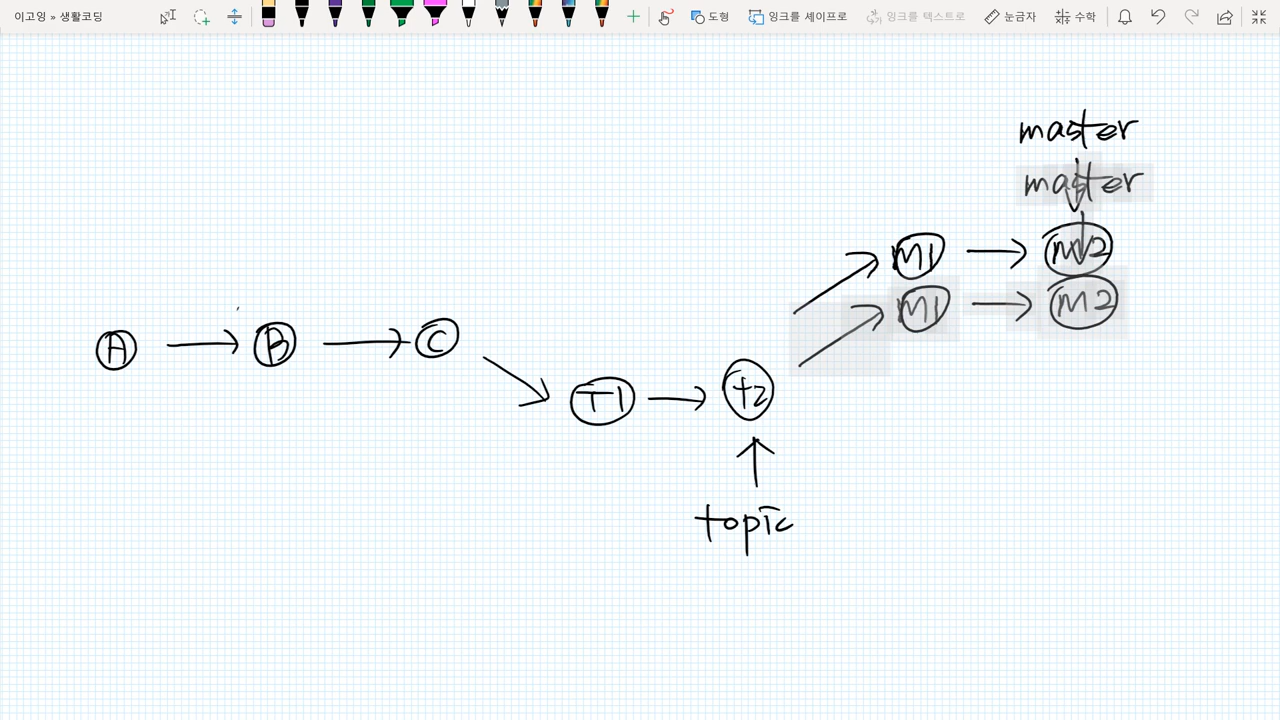 이고잉 » 생활코딩
도형
잉크를 셰이프로
잉크를 텍스트로
눈금자
수학
master
master
M1 M2
M1 M2
A B C
T1 t2
topic